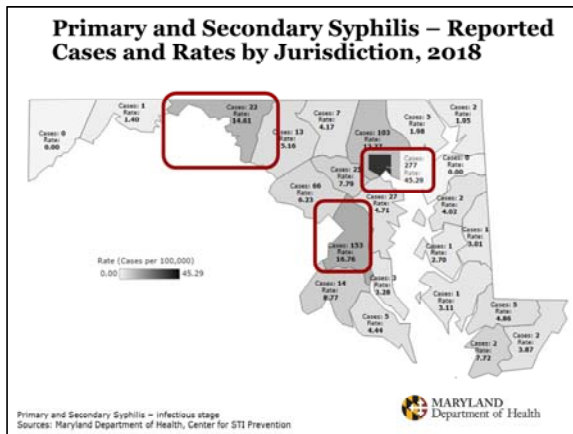 Primary and Secondary Syphilis – Reported
Cases and Rates by Jurisdiction, 2018
Cases: 0
Rate:
0.00
Cases: 1
Rate:
1.40
Cases: 22
Rate:
14.61
Cases: 13
Rate:
5.16
Cases: 7
Rate:
4.17
Cases: 103
Rate:
Cases: 5
Rate:
1.98
Cases: 2
Rate:
1.95
Cases:
277
Rate:
Cases: 0
Rate:
0.00
Rate:
7.79
Cases: 66
Rate:
6.23
Cases: 27
Rate:
4.71
Cases: 2
Rate:
4.02
Cases: 1
Rate:
3.01
Cases: 153
Rate:
16.76
Cases: 1
Rate:
2.70
Cases: 3
Rate:
3.28
Cases: 14
Rate:
8.77
Cases: 5
Rate:
4.44
Cases: 1
Rate:
3.11
Cases: 5
Rate:
4.86
Cases: 2
Rate:
7.72
Cases: 2
Rate:
3.87
Rate (Cases per 100,000)
0.00 45.29
Primary and Secondary Syphilis – infectious stage
Sources: Maryland Department of Health, Center for STI Prevention
MARYLAND
Department of Health